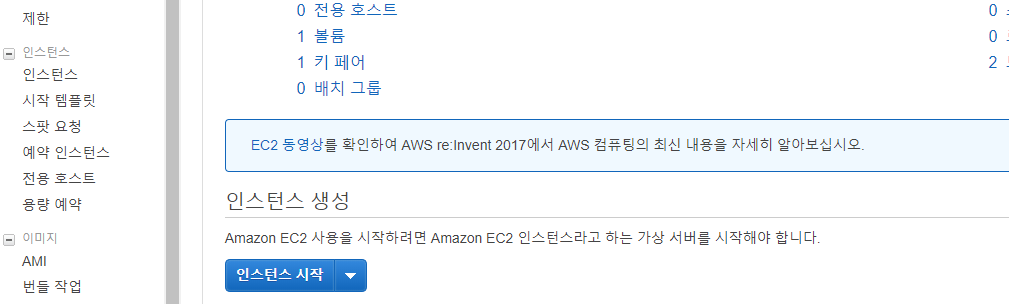 제한
인스턴스
인스턴스
시작 템플릿
스팟 요청
예약 인스턴스
전용 호스트
용량 예약
이미지
AMI
번들 작업
0 전용 호스트
1 볼륨
1 키 페어
0 배치 그룹
0
0
2
EC2 동영상를 확인하여 AWS re:Invent 2017에서 AWS 컴퓨팅의 최신 내용을 자세히 알아보십시오.
인스턴스 생성
Amazon EC2 사용을 시작하려면 Amazon EC2 인스턴스라고 하는 가상 서버를 시작해야 합니다.
인스턴스 시작